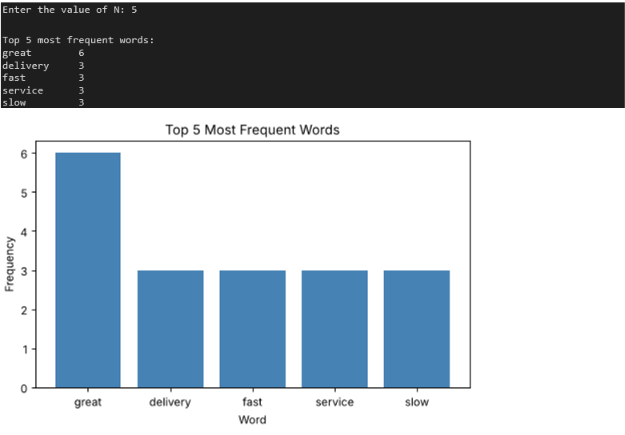 Enter the value of N: 5
Top 5 most frequent words:
great 6
delivery 3
fast 3
service 3
slow 3
Top 5 Most Frequent Words
Frequency
6
5
4
3
2
1
0
great delivery fast service slow
Word